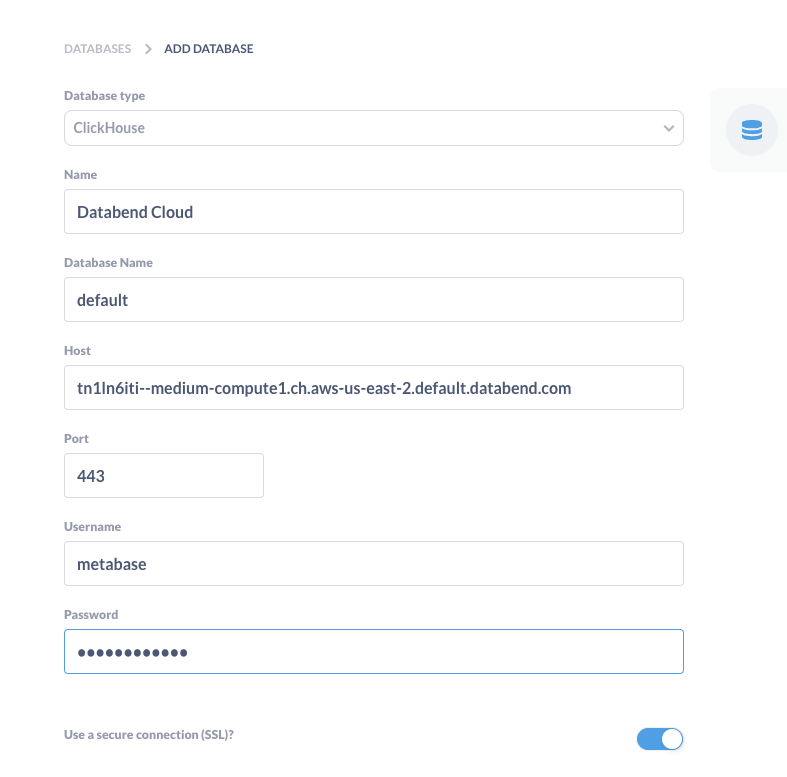 DATABASES > ADD DATABASE
Database type
ClickHouse
Name
Databend Cloud
Database Name
default
Host
tn1ln6iti--medium-compute1.ch.aws-us-east-2.default.databend.com
Port
443
Username
metabase
Password
••••••••••••
Use a secure connection (SSL)?